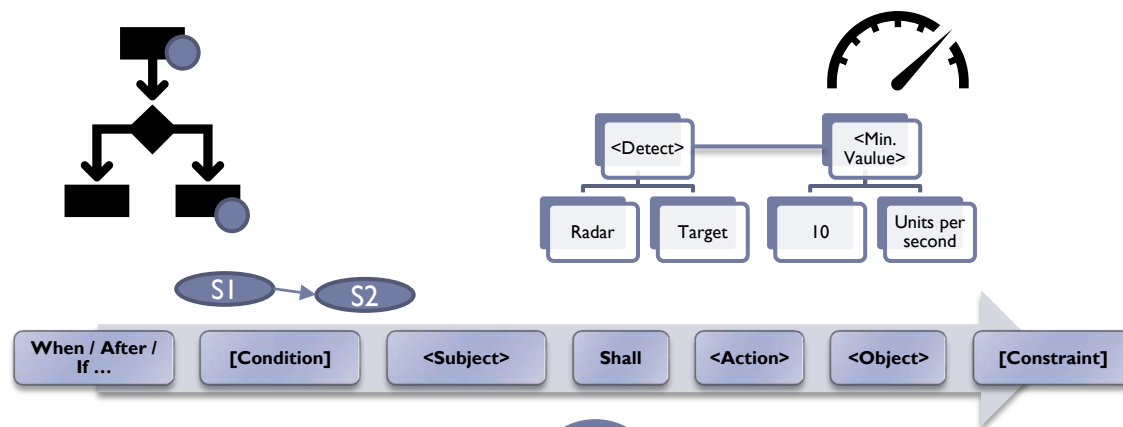 <Detect>
<Min.
Vaulue>
Radar
Target
10
Units per
second
S1
S2
When / After /
If ...
[Condition]
<Subject>
Shall
<Action>
<Object>
[Constraint]